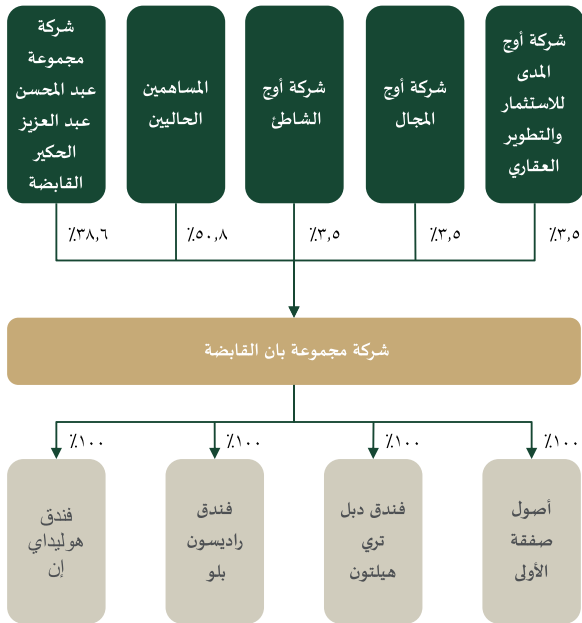 شركة أوج
المدى
للاستثمار
والتطوير
العقاري
شركة أوج
المجال
شركة أوج
الشاطئ
المساهمين
الحاليين
شركة
مجموعة
عبد المحسن
عبد العزيز
الحكير
القابضة
٪٣,٥
٪٣,٥
٪٣,٥
٪٥٠,٨
٪٣٨,٦
شركة مجموعة بان القابضة
٪١٠٠
٪١٠٠
٪١٠٠
٪١٠٠
أصول
صفقة
الأولى
فندق دبل
تري
هيلتون
فندق
راديسون
بلو
فندق
هوليداي
إن